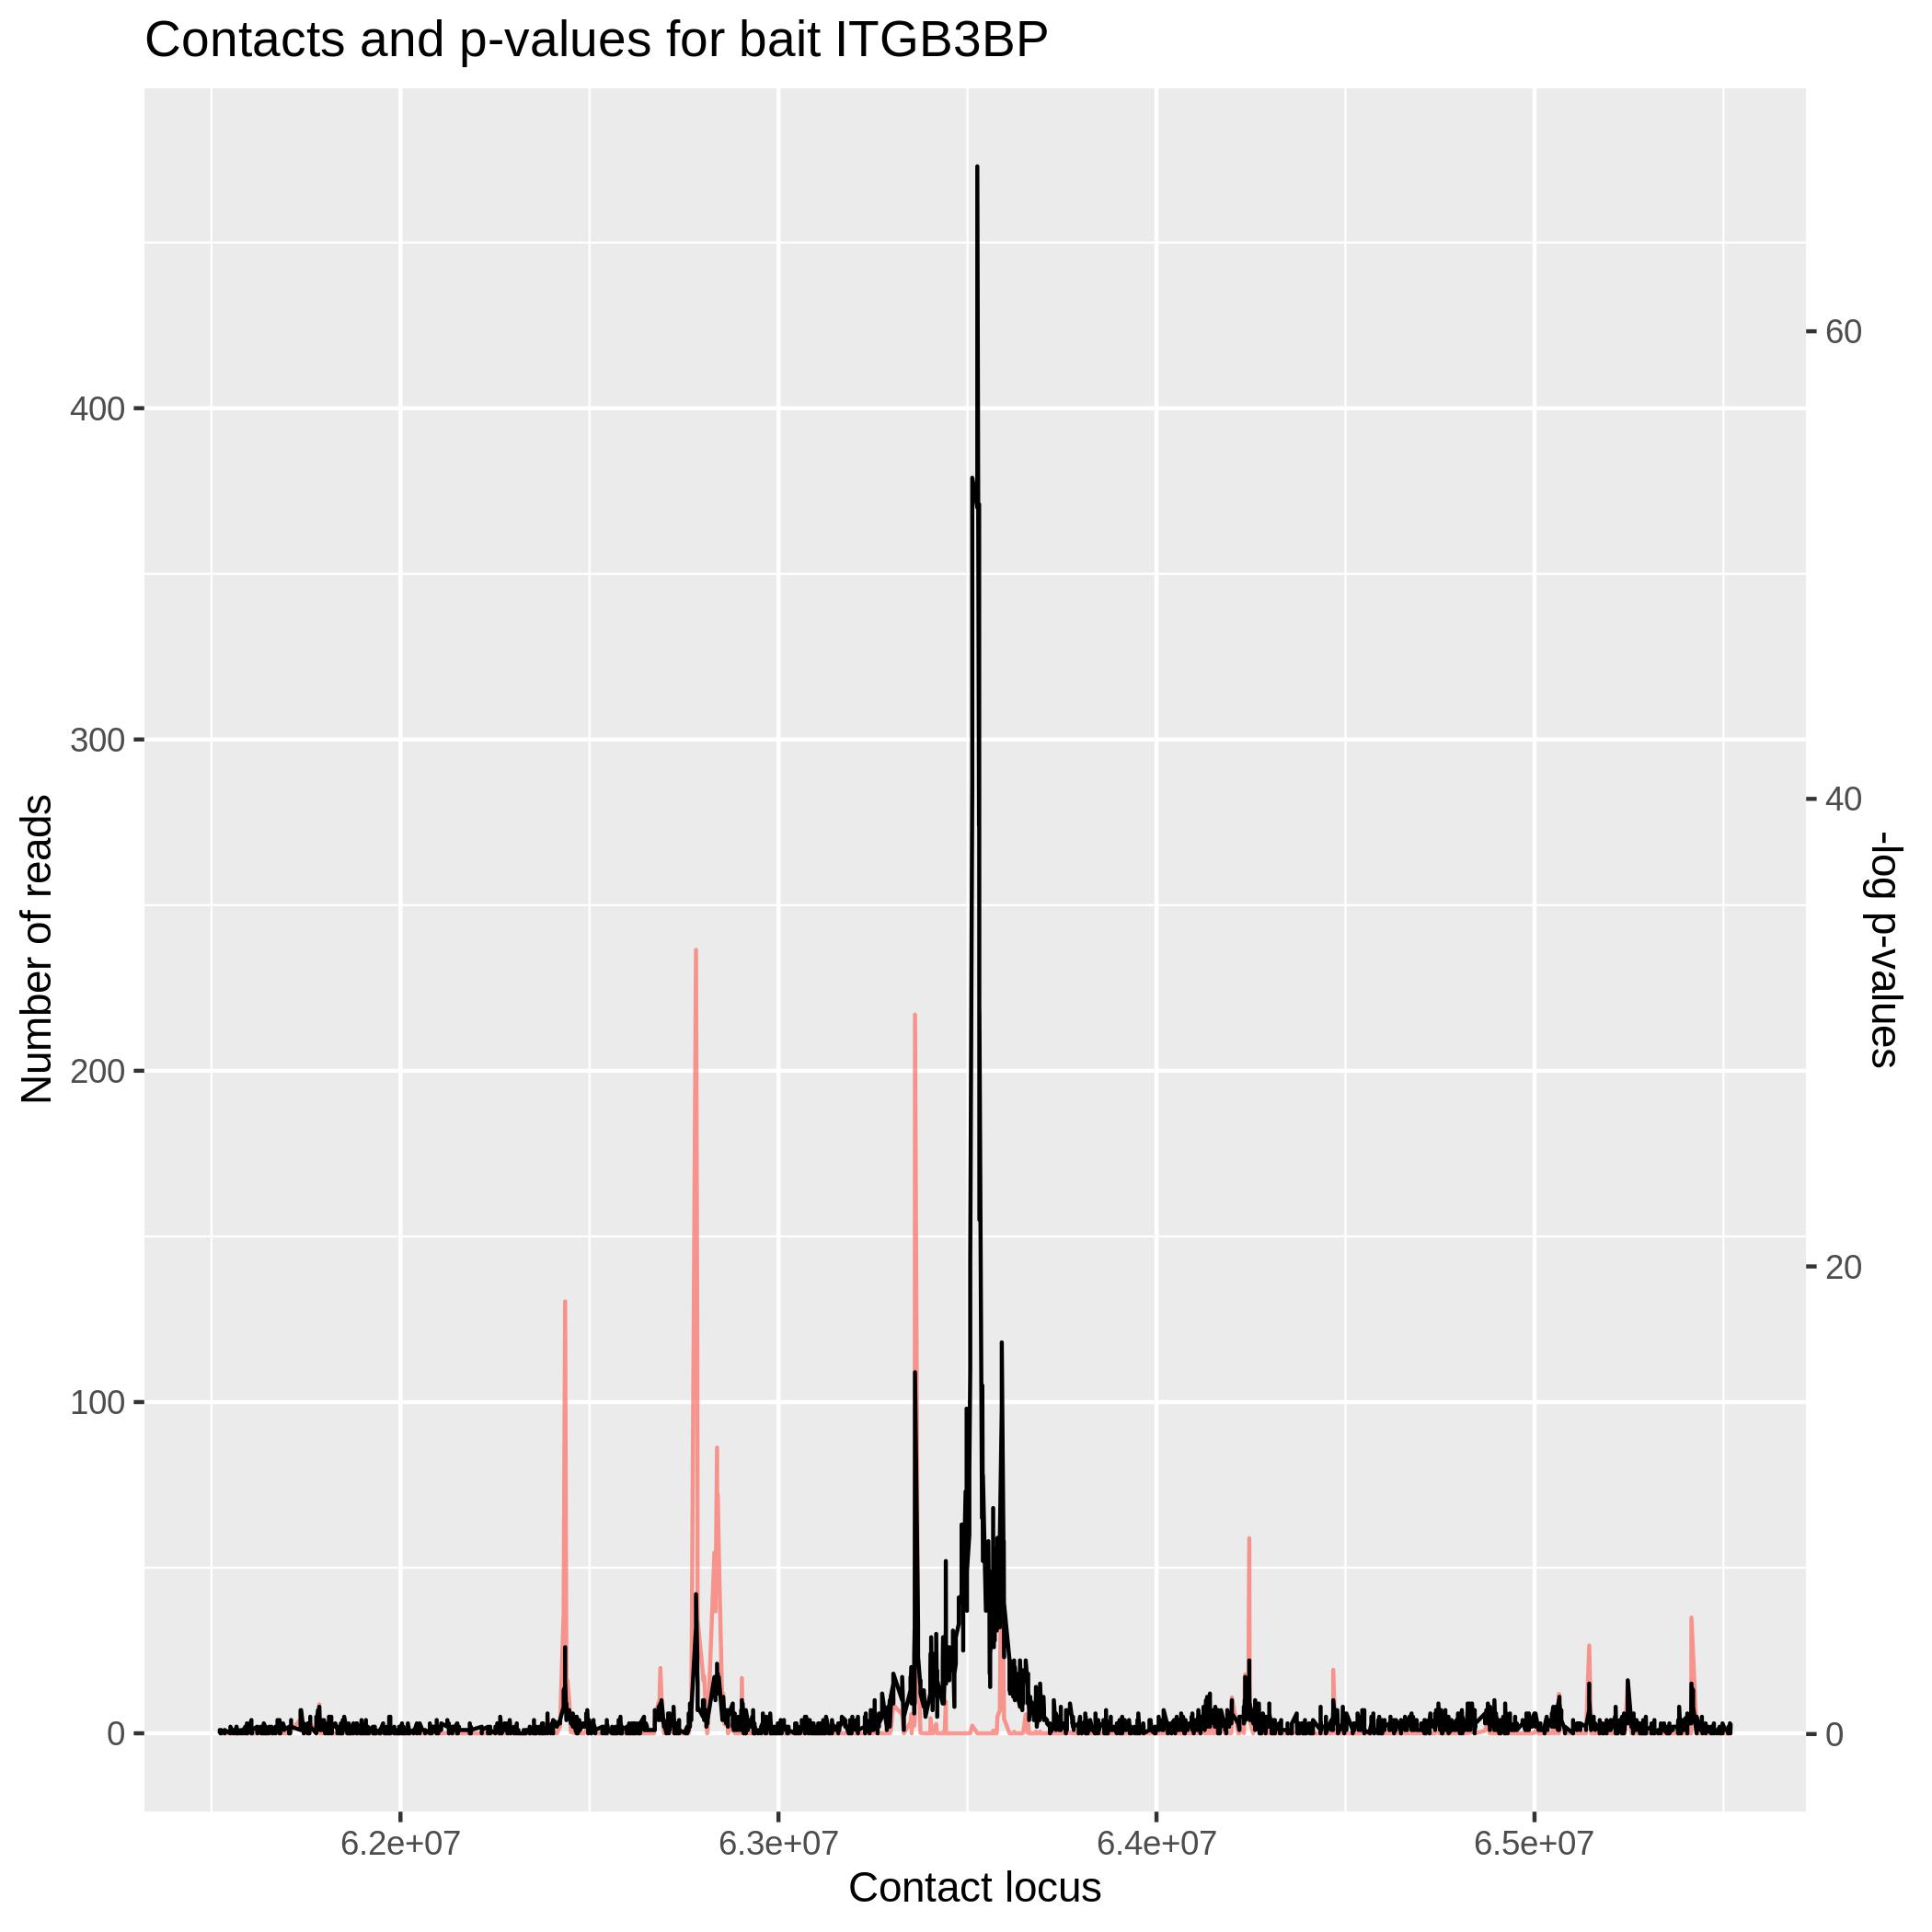 Contacts and p-values for bait ITGB3BP
Number of reads
400
300
200
100
0
60
40
20
0
-log p-values
6.2e+07
6.3e+07
6.4e+07
6.5e+07
Contact locus